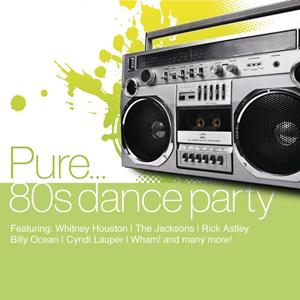 Pure...
80s dance party
Featuring: Whitney Houston | The Jacksons | Rick Astley
Billy Ocean | Cyndi Lauper | Wham! and many more!